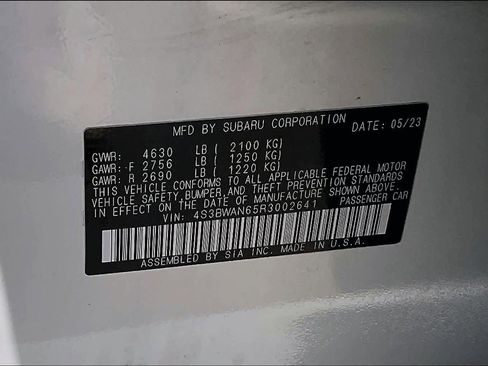 MFD BY SUBARU CORPORATION DATE: 05/23
GVWR: 4630 LB ( 2100 KG)
GAWR: F 2756 LB ( 1250 KG)
GAWR: R 2690 LB ( 1220 KG)
THIS VEHICLE CONFORMS TO ALL APPLICABLE FEDERAL MOTOR
VEHICLE SAFETY,BUMPER,AND THEFT PREVENTION STANDARDS
IN EFFECT ON THE DATE OF MANUFACTURE SHOWN ABOVE.
VIN: 4S3BWAN65R3002641 PASSENGER CAR
ASSEMBLED BY SIA INC. MADE IN U.S.A.